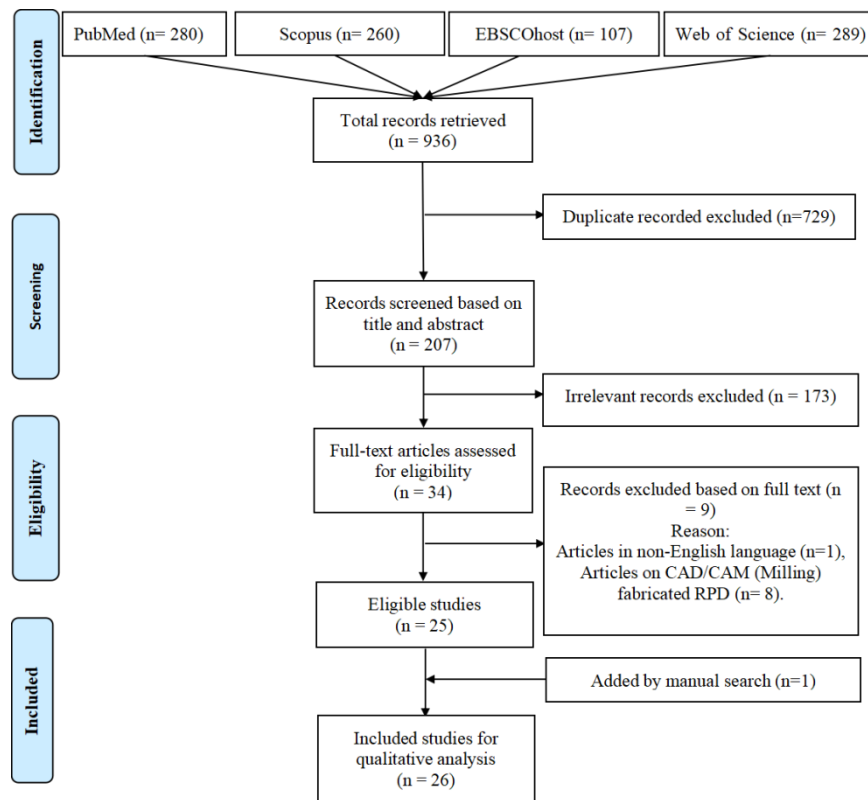 PubMed (n= 280)
Scopus (n= 260)
EBSCOhost (n= 107)
Web of Science (n= 289)
Identification
Total records retrieved
(n = 936)
Duplicate recorded excluded (n=729)
Screening
Records screened based on
title and abstract
(n = 207)
Irrelevant records excluded (n = 173)
Eligibility
Full-text articles assessed
for eligibility
(n = 34)
Records excluded based on full text (n
= 9)
Reason:
Articles in non-English language (n=1),
Articles on CAD/CAM (Milling)
fabricated RPD (n= 8).
Eligible studies
(n = 25)
Included
Added by manual search (n=1)
Included studies for
qualitative analysis
(n = 26)